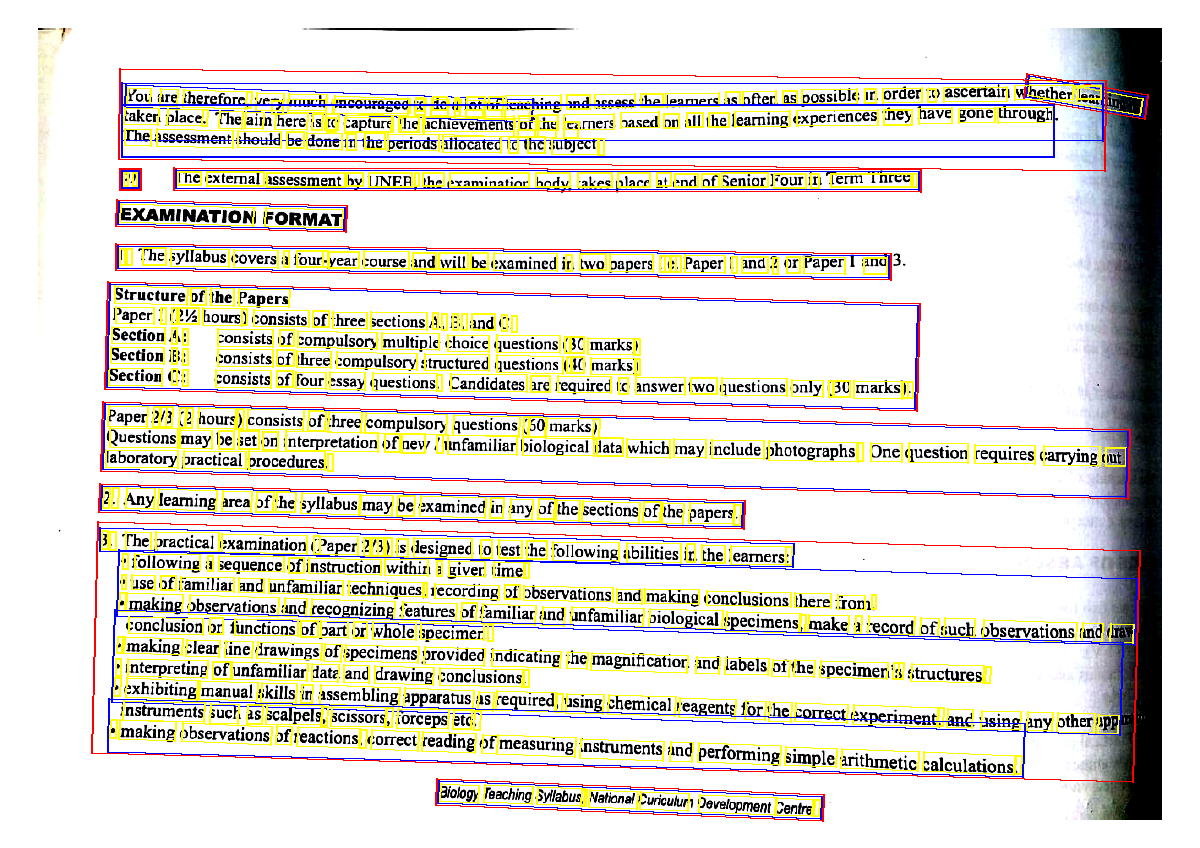 You are therefore, very much encouraged to do a lot of teaching and assess the learners as often as possible in order to ascertain whether learning
taken place. The aim here is to capture the achievements of the learners based on all the learning experiences they have gone through.
The assessment should be done in the periods allocated to the subject.
The external assessment by UNEB, the examination body, takes place at end of Senior Four in Term Three
EXAMINATION FORMAT
1. The syllabus covers a four-year course and will be examined in two papers i.e. Paper 1 and 2 or Paper 1 and 3.
Structure of the Papers
Paper 1 (2½ hours) consists of three sections A, B, and C.
Section A: consists of compulsory multiple choice questions (30 marks)
Section B: consists of three compulsory structured questions (40 marks)
Section C: consists of four essay questions. Candidates are required to answer two questions only (30 marks).
Paper 2/3 (2 hours) consists of three compulsory questions (60 marks)
Questions may be set on interpretation of new / unfamiliar biological data which may include photographs. One question requires carrying out
laboratory practical procedures.
2. Any learning area of the syllabus may be examined in any of the sections of the papers.
3. The practical examination (Paper 2/3) is designed to test the following abilities in the learners:
• following a sequence of instruction within a given time
• use of familiar and unfamiliar techniques, recording of observations and making conclusions there from
• making observations and recognizing features of familiar and unfamiliar biological specimens, make a record of such observations and draw
conclusion on functions of part or whole specimen
• making clear line drawings of specimens provided indicating the magnification and labels of the specimen's structures
• interpreting of unfamiliar data and drawing conclusions
• exhibiting manual skills in assembling apparatus as required, using chemical reagents for the correct experiment, and using any other
instruments such as scalpels, scissors, forceps etc.
• making observations of reactions, correct reading of measuring instruments and performing simple arithmetic calculations.
Biology Teaching Syllabus, National Curiculum Development Centre